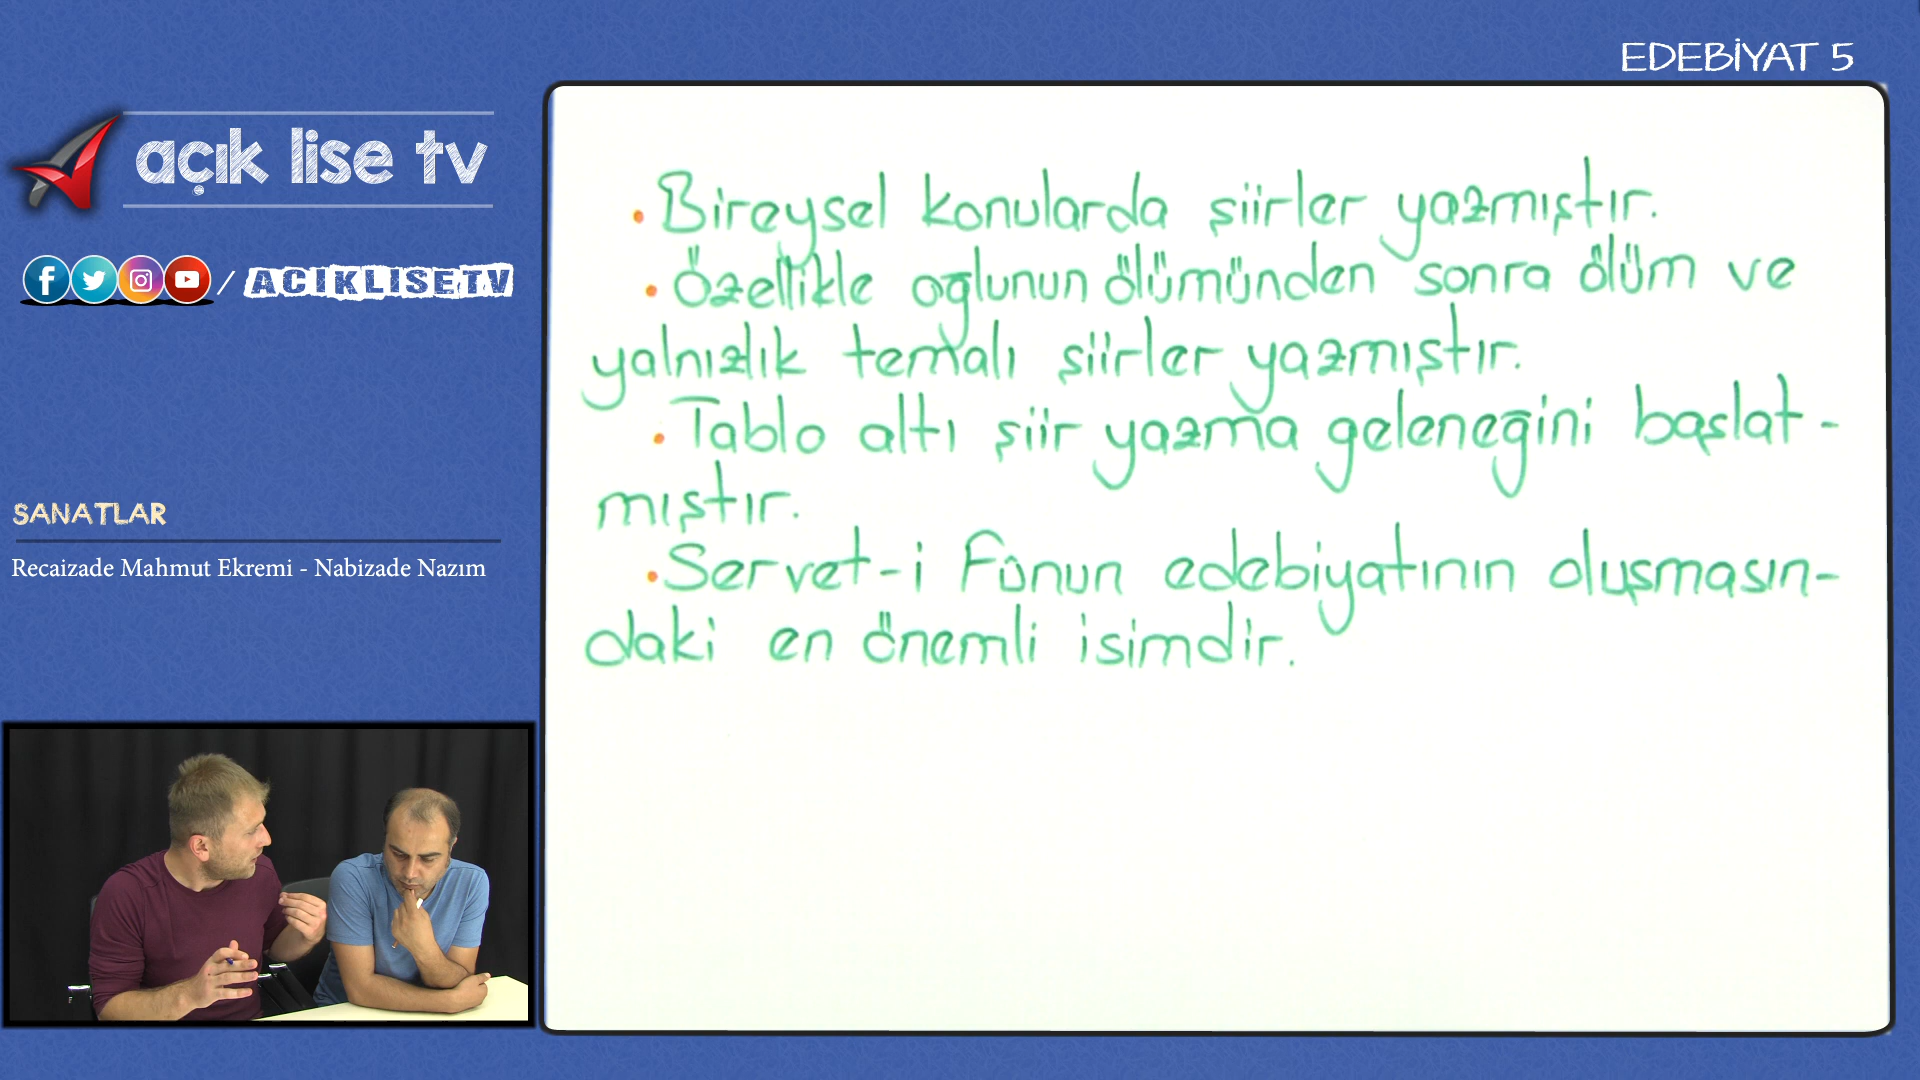 EDEBİYAT 5
açık lise tv
/ ACIKLISETV
SANATLAR
Recaizade Mahmut Ekremi - Nabizade Nazım
• Bireysel konularda şiirler yazmıştır.
• Özellikle oğlunun ölümünden sonra ölüm ve
yalnızlık temalı şiirler yazmıştır.
• Tablo altı şiir yazma geleneğini başlat-
mıştır.
• Servet-i Fünun edebiyatının oluşmasın-
daki en önemli isimdir.